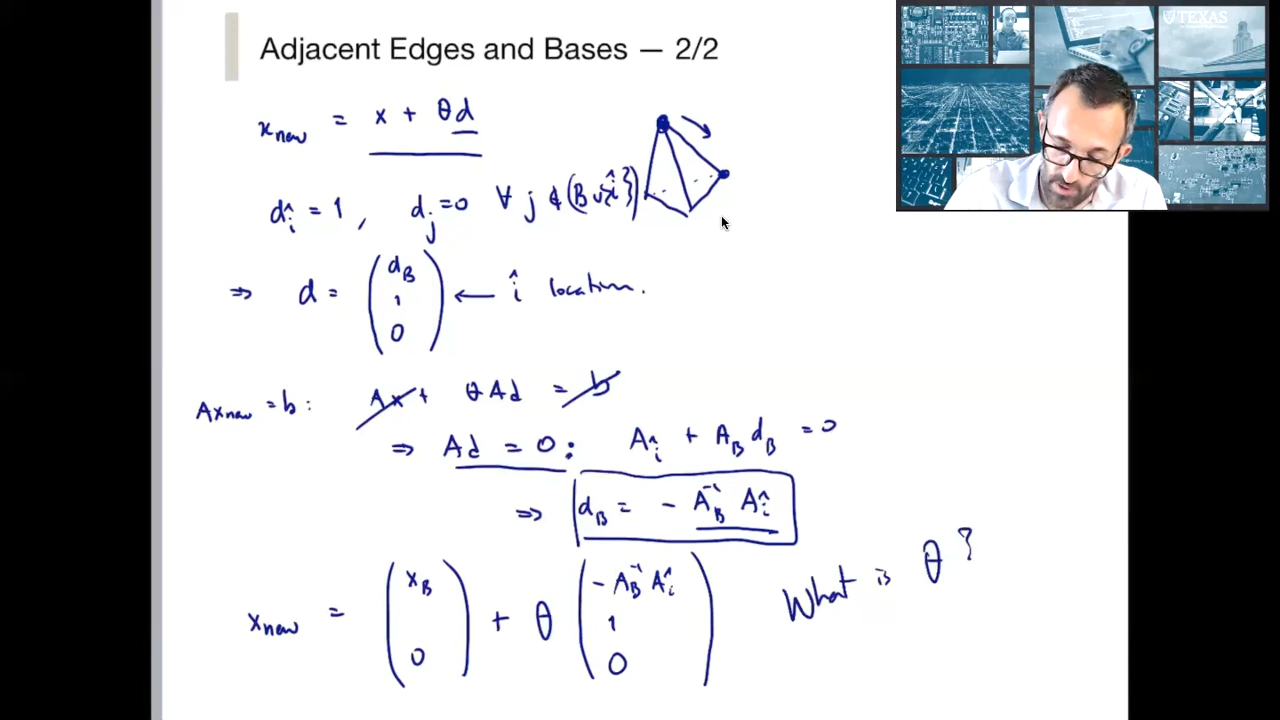 Adjacent Edges and Bases — 2/2
TEXAS
x_new = x + θd
d_î = 1, d_j = 0 ∀ j ∉ (B ∪ {î})
⇒ d = (d_B 1 0) ← î location.
Ax_new = b: Ax + θAd = b
⇒ Ad = 0: A_î + A_B d_B = 0
⇒ d_B = - A_B^-1 A_î
x_new = (x_B 0) + θ (-A_B^-1 A_î 1 0) What is θ?